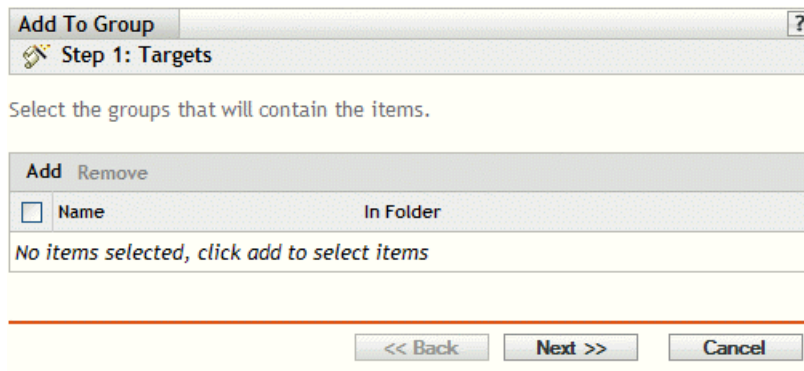 Add To Group ?
Step 1: Targets
Select the groups that will contain the items.
Add Remove
Name In Folder
No items selected, click add to select items
<< Back Next >> Cancel